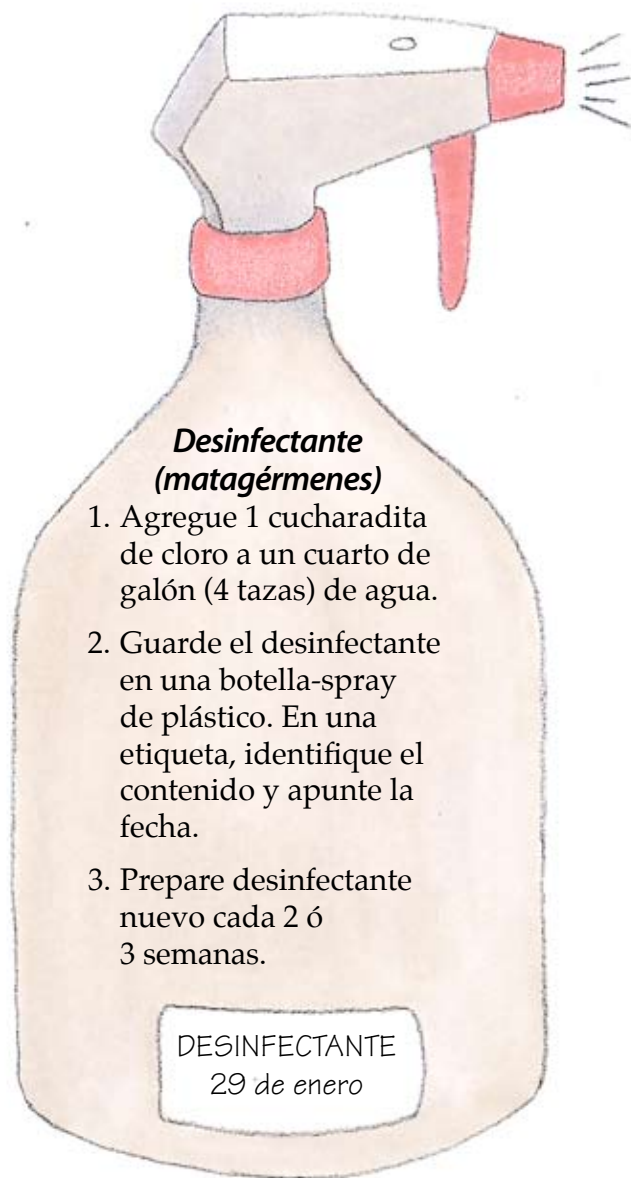 Desinfectante
(matagérmenes)
1. Agregue 1 cucharadita
de cloro a un cuarto de
galón (4 tazas) de agua.
2. Guarde el desinfectante
en una botella-spray
de plástico. En una
etiqueta, identifique el
contenido y apunte la
fecha.
3. Prepare desinfectante
nuevo cada 2 ó
3 semanas.
DESINFECTANTE
29 de enero